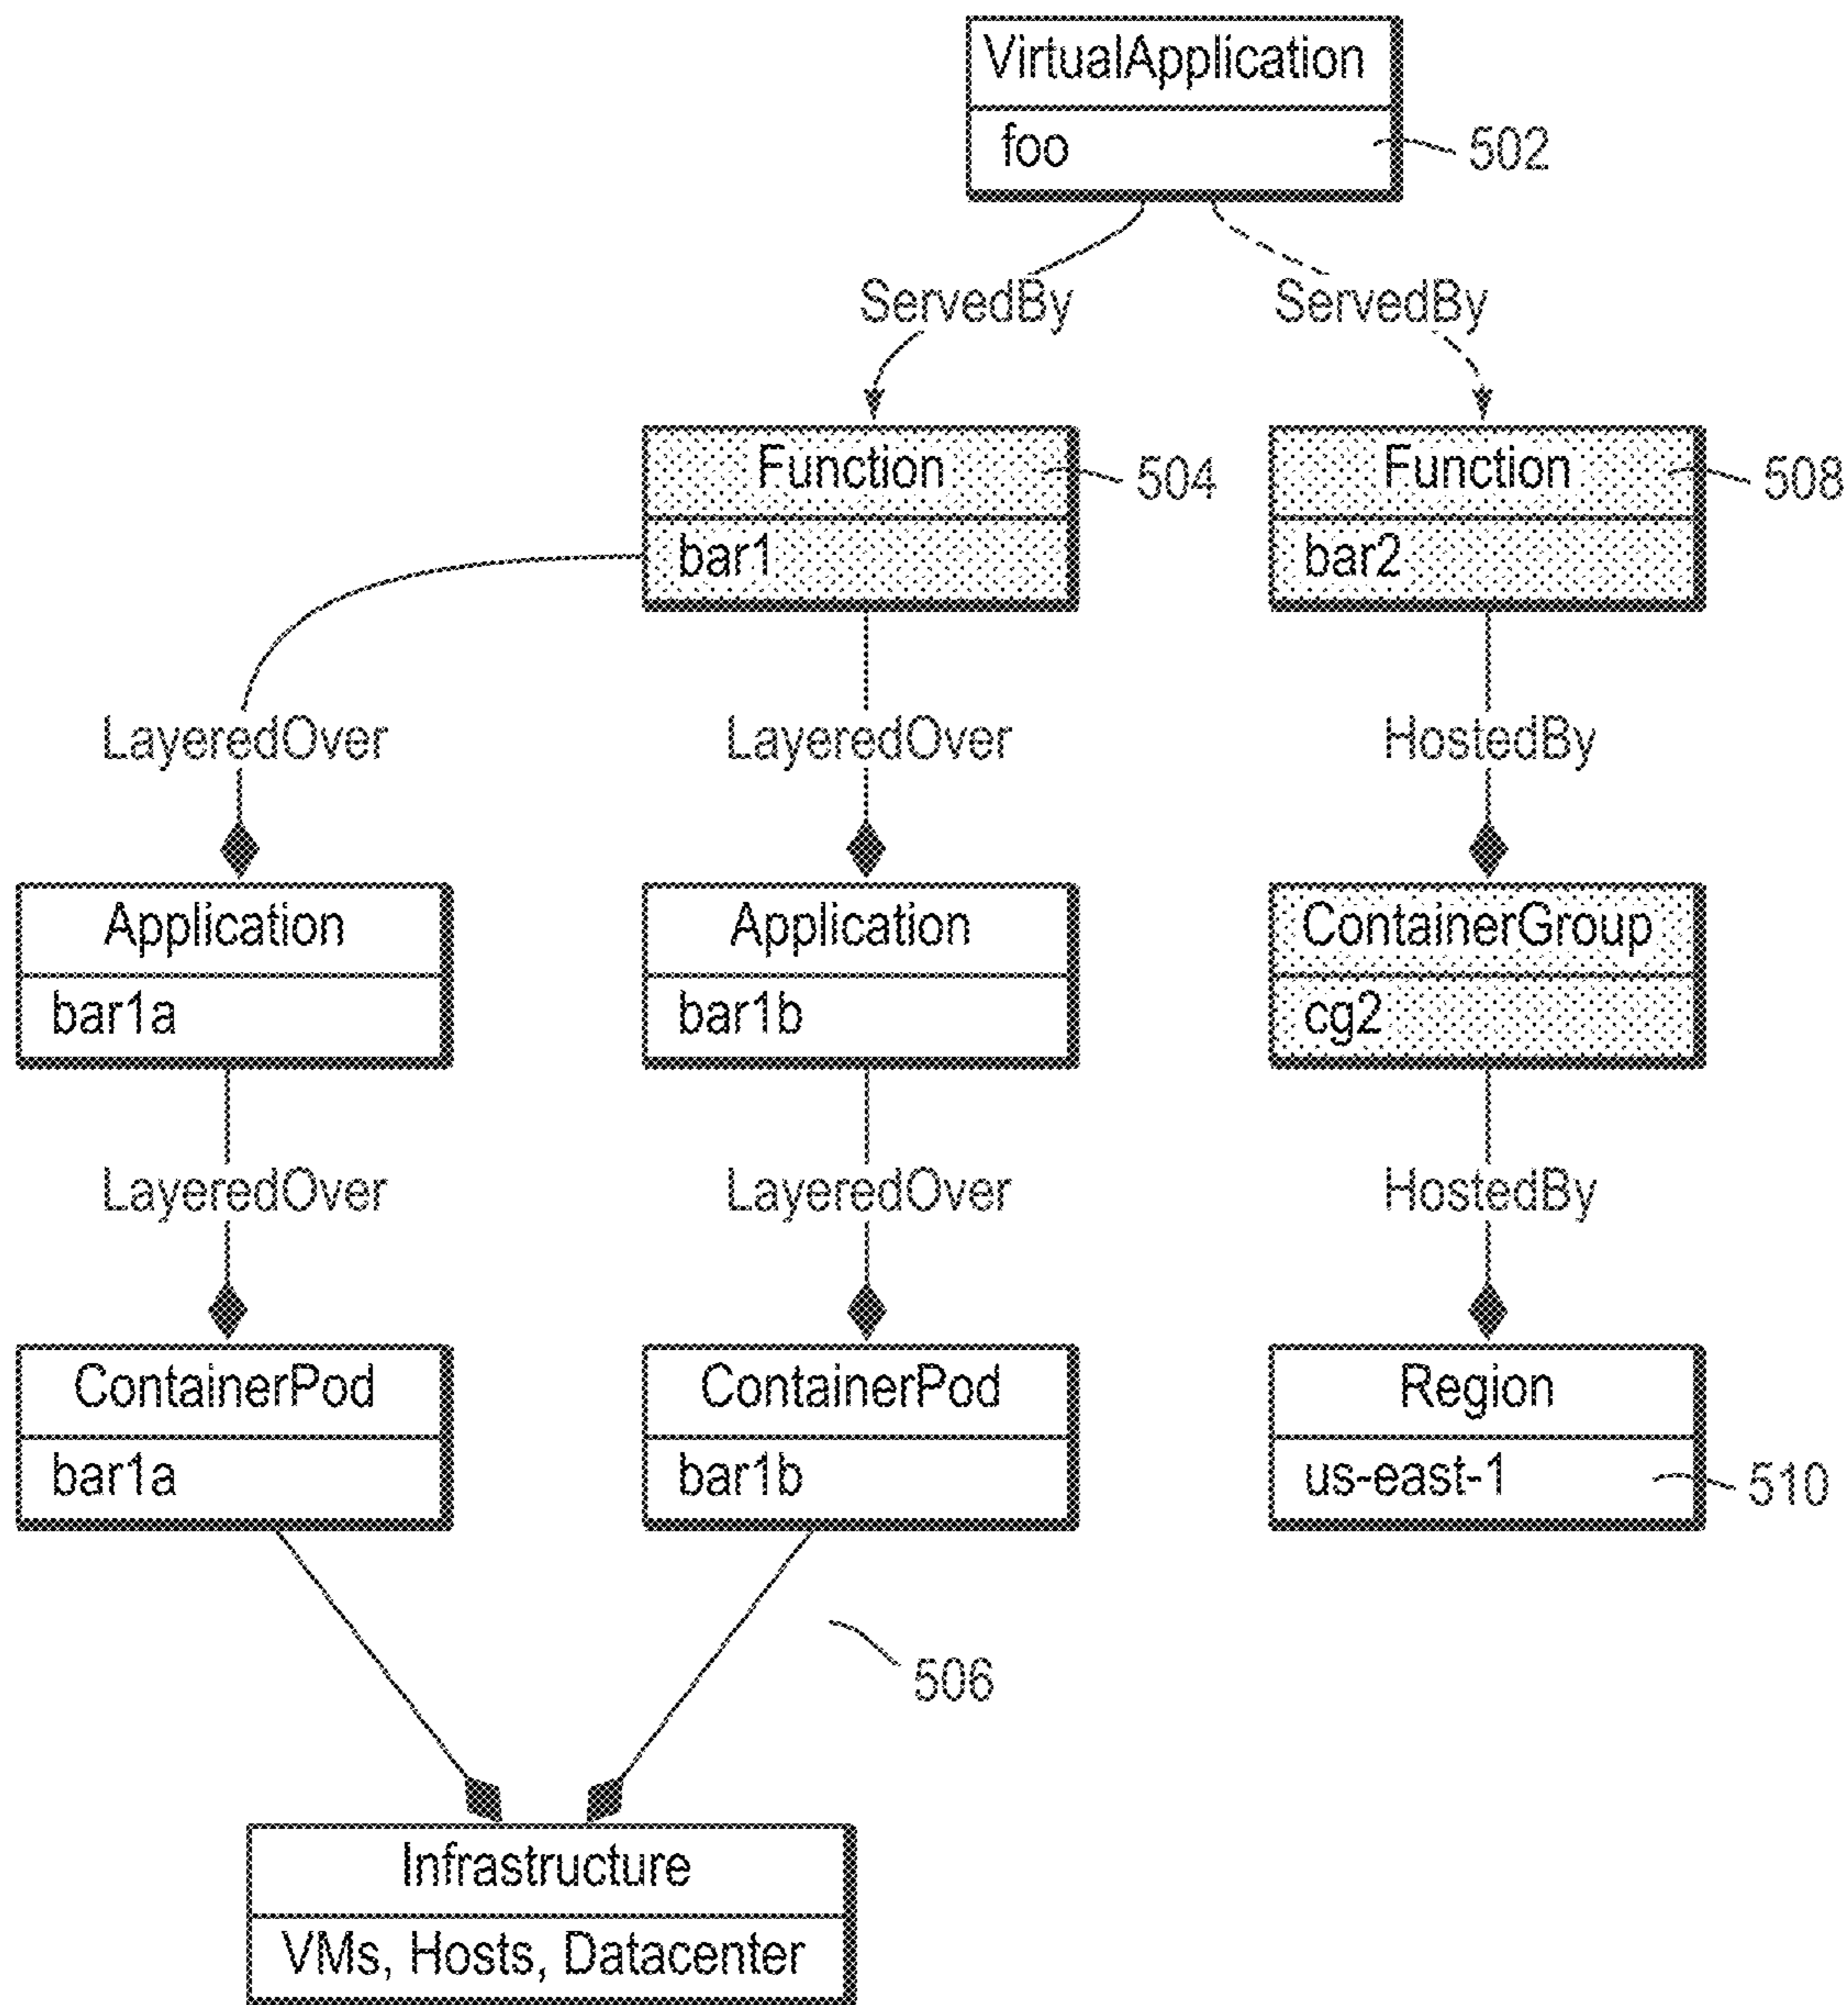 VirtualApplication
foo
502
ServedBy
ServedBy
Function
504
Function
508
bar1
bar2
LayeredOver
LayeredOver
HostedBy
Application
Application
ContainerGroup
bar1a
bar1b
cg2
LayeredOver
LayeredOver
HostedBy
ContainerPod
ContainerPod
Region
bar1a
bar1b
us-east-1
510
506
Infrastructure
VMs, Hosts, Datacenter